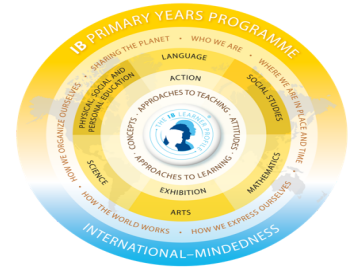 IB PRIMARY YEARS PROGRAMME
SHARING THE PLANET • WHO WE ARE • WHERE WE ARE IN PLACE AND TIME
HOW WE ORGANIZE OURSELVES • HOW THE WORLD WORKS • HOW WE EXPRESS OURSELVES
LANGUAGE
SOCIAL STUDIES
MATHEMATICS
ARTS
SCIENCE
PHYSICAL, SOCIAL AND
PERSONAL EDUCATION
ACTION
EXHIBITION
APPROACHES TO TEACHING
ATTITUDES
APPROACHES TO LEARNING
CONCEPTS
THE IB LEARNER PROFILE
INTERNATIONAL–MINDEDNESS